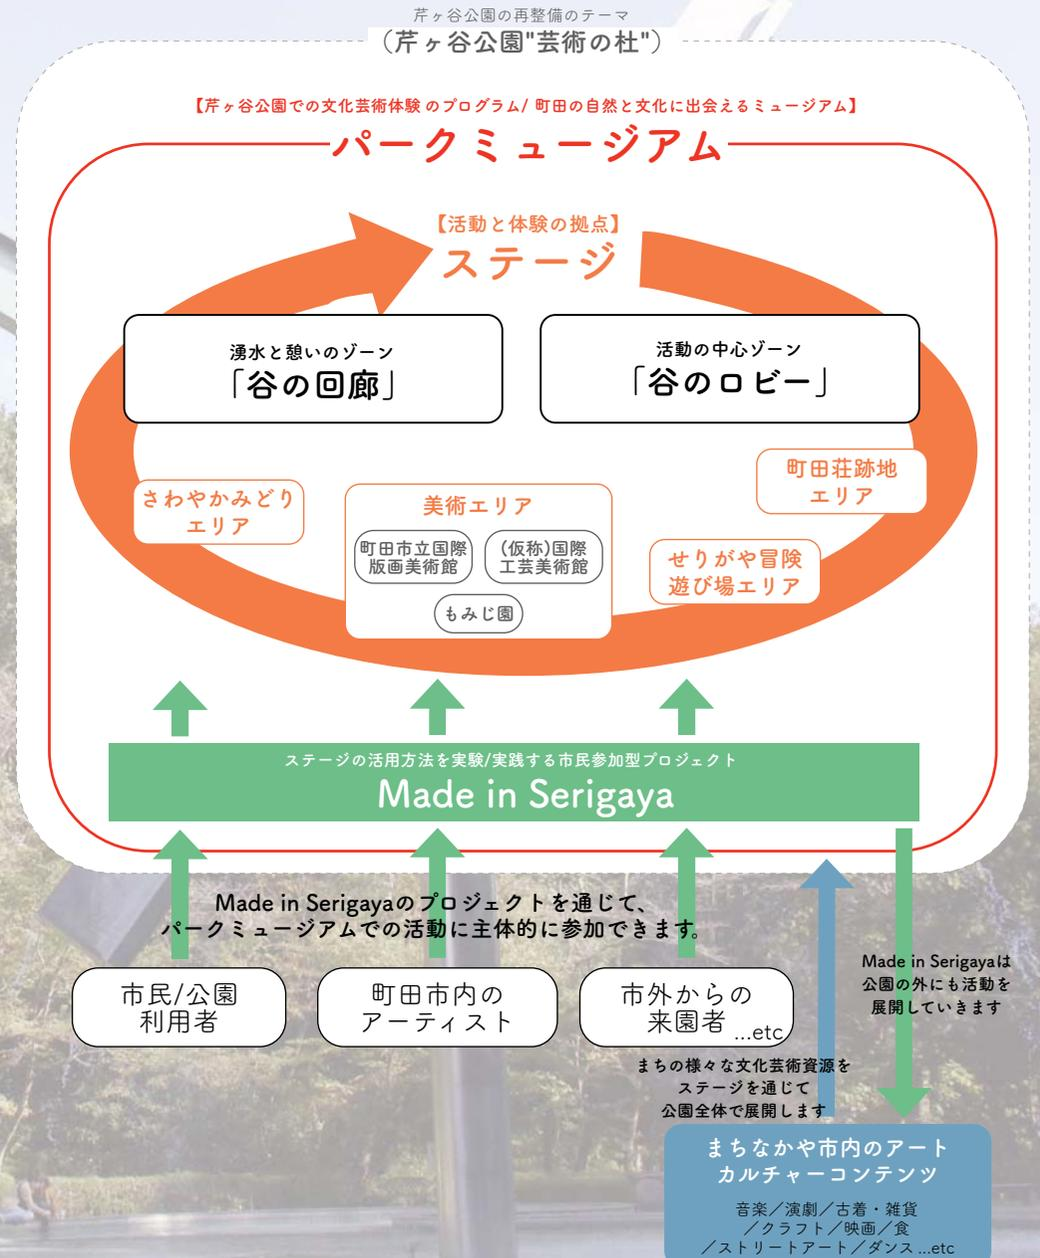 芹ヶ谷公園の再整備のテーマ
（芹ヶ谷公園"芸術の杜"）
【芹ヶ谷公園での文化芸術体験のプログラム/ 町田の自然と文化に出会えるミュージアム】
パークミュージアム
【活動と体験の拠点】
ステージ
湧水と憩いのゾーン
「谷の回廊」
活動の中心ゾーン
「谷のロビー」
さわやかみどり
エリア
美術エリア
町田市立国際
版画美術館
(仮称)国際
工芸美術館
もみじ園
町田荘跡地
エリア
せりがや冒険
遊び場エリア
ステージの活用方法を実験/実践する市民参加型プロジェクト
Made in Serigaya
Made in Serigayaのプロジェクトを通じて、
パークミュージアムでの活動に主体的に参加できます。
市民/公園
利用者
町田市内の
アーティスト
市外からの
来園者
...etc
Made in Serigayaは
公園の外にも活動を
展開していきます
まちの様々な文化芸術資源を
ステージを通じて
公園全体で展開します
まちなかや市内のアート
カルチャーコンテンツ
音楽／演劇／古着・雑貨
／クラフト／映画／食
／ストリートアート／ダンス ...etc